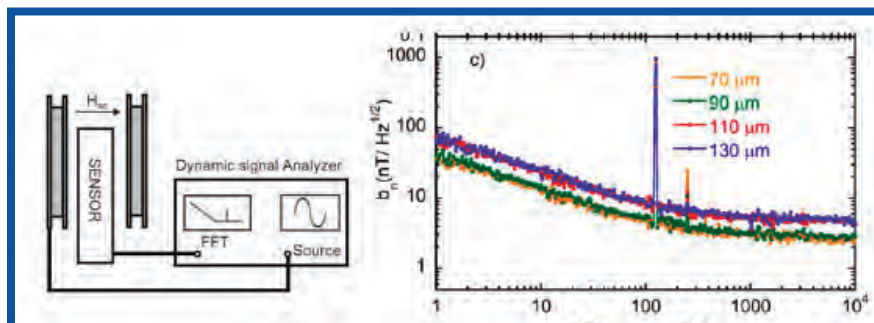 H_ac
SENSOR
Dynamic signal Analyzer
FFT
Source
c)
b_n(nT/ Hz^1/2)
1000
100
10
1
70 μm
90 μm
110 μm
130 μm
1
10
100
1000
10^4